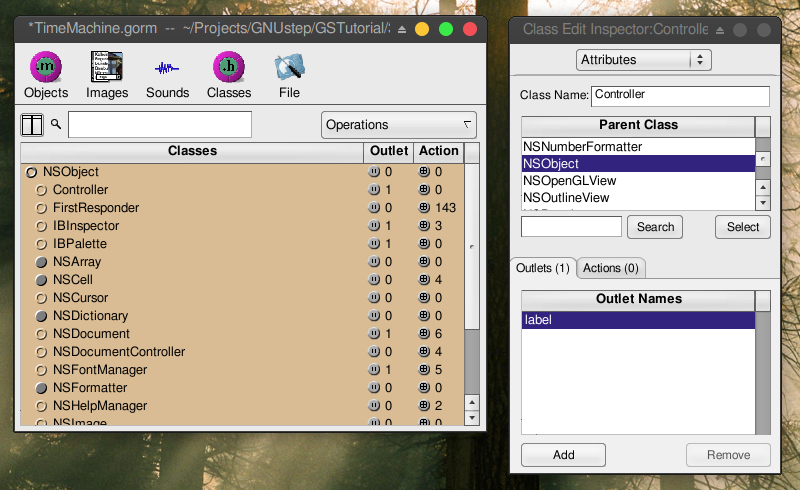 *TimeMachine.gorm -- ~/Projects/GNUstep/GSTutorial/
Objects Images Sounds Classes File
Operations
Classes Outlet Action
NSObject 0 0
Controller 1 0
FirstResponder 0 143
IBInspector 1 3
IBPalette 1 0
NSArray 0 0
NSCell 0 4
NSCursor 0 0
NSDictionary 0 0
NSDocument 1 6
NSDocumentController 0 4
NSFontManager 1 5
NSFormatter 0 0
NSHelpManager 0 2
NSImage 0 0
Class Edit Inspector:Controlle
Attributes
Class Name: Controller
Parent Class
NSNumberFormatter
NSObject
NSOpenGLView
NSOutlineView
Search Select
Outlets (1) Actions (0)
Outlet Names
label
Add Remove